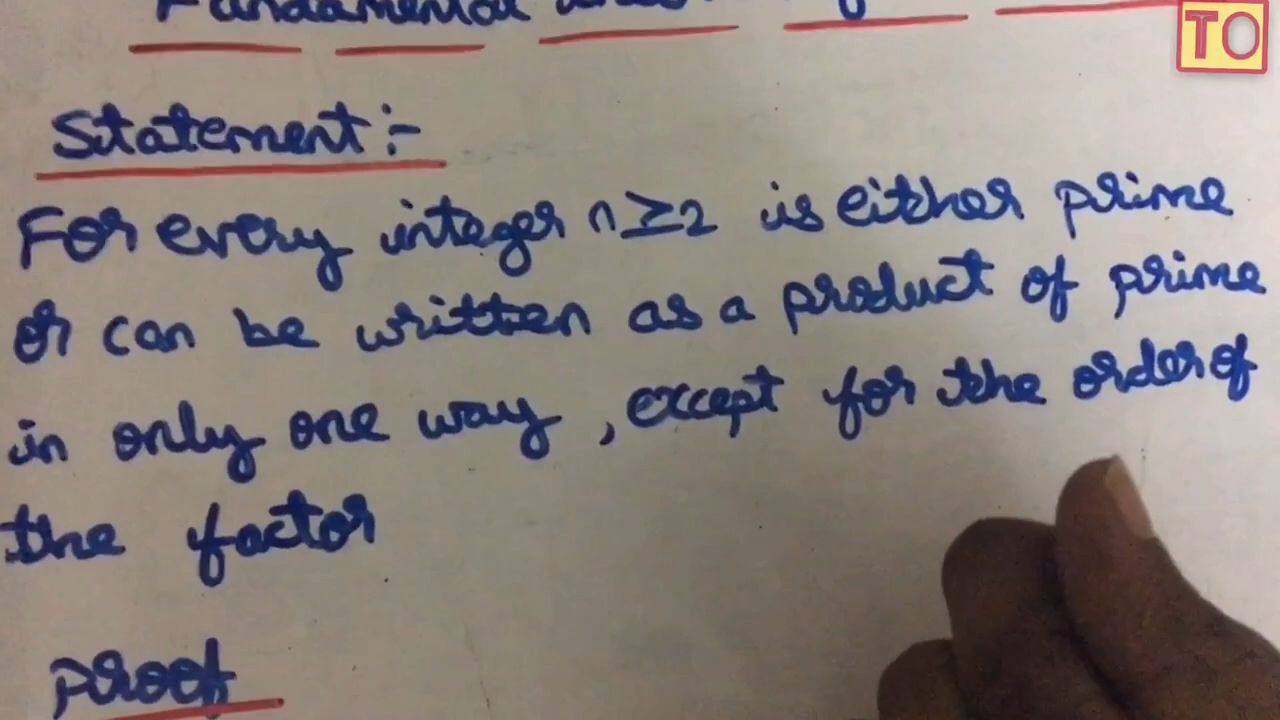 Fundamental
TO
Statement:-
For every integer n≥2 is either prime
or can be written as a product of prime
in only one way, except for the order of
the factor
Proof